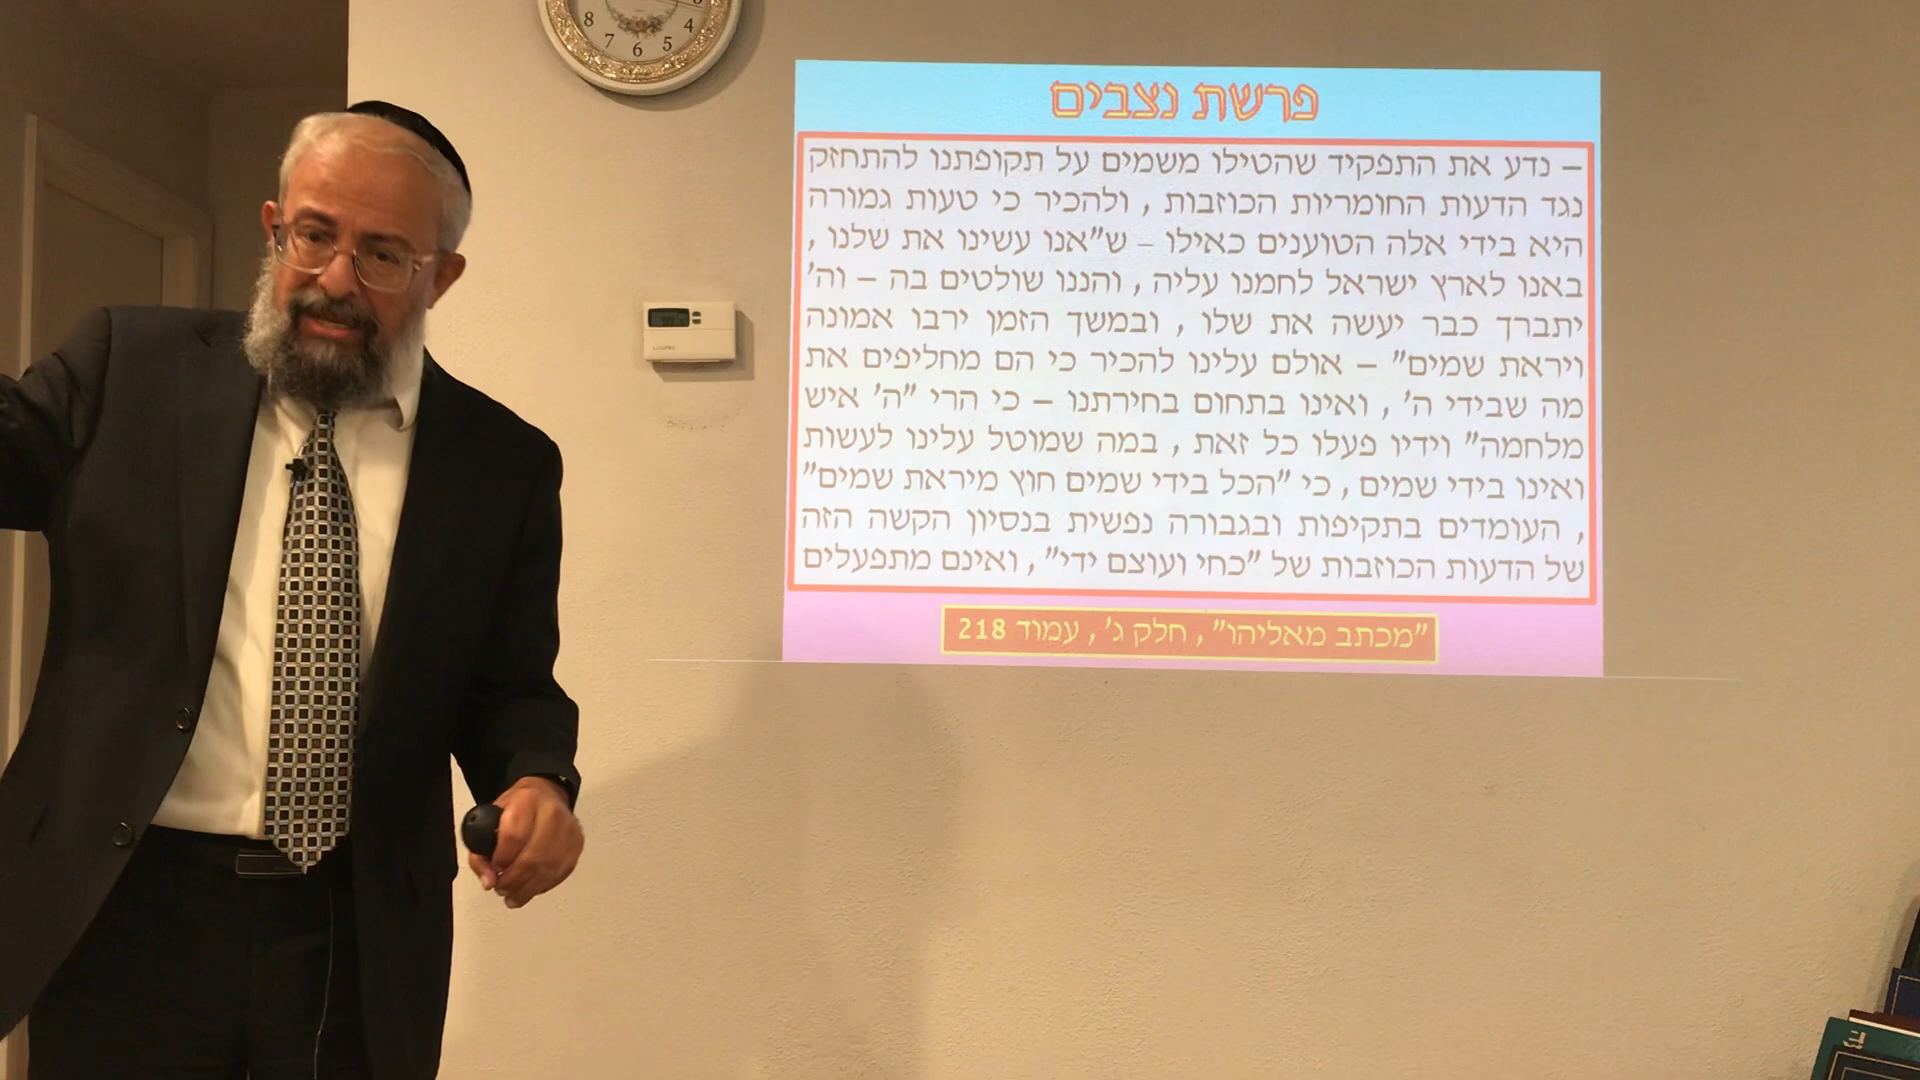 פרשת נצבים
– נדע את התפקיד שהטילו משמים על תקופתנו להתחזק
נגד הדעות החומריות הכוזבות , ולהכיר כי טעות גמורה
היא בידי אלה הטוענים כאילו – ש"אנו עשינו את שלנו ,
באנו לארץ ישראל לחמנו עליה , והננו שולטים בה – וה'
יתברך כבר יעשה את שלו , ובמשך הזמן ירבו אמונה
ויראת שמים" – אולם עלינו להכיר כי הם מחליפים את
מה שבידי ה' , ואינו בתחום בחירתנו – כי הרי "ה' איש
מלחמה" וידיו פעלו כל זאת , במה שמוטל עלינו לעשות
ואינו בידי שמים , כי "הכל בידי שמים חוץ מיראת שמים"
, העומדים בתקיפות ובגבורה נפשית בנסיון הקשה הזה
של הדעות הכוזבות של "כחי ועוצם ידי" , ואינם מתפעלים
"מכתב מאליהו" , חלק ג' , עמוד 218
8 7 6 5 4